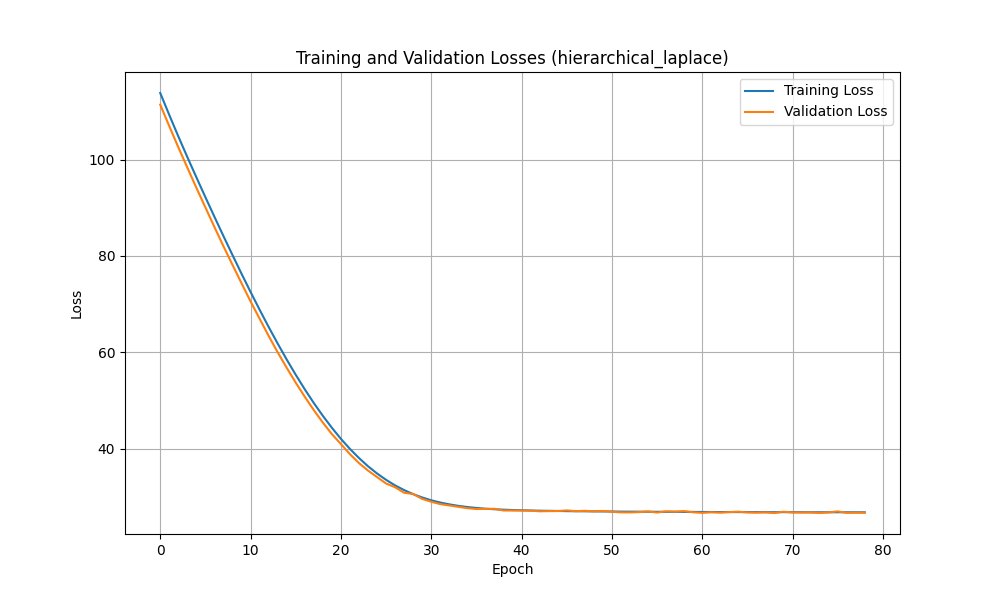 Training and Validation Losses (hierarchical_laplace)
Training Loss
Validation Loss
100
80
60
40
Loss
0 10 20 30 40 50 60 70 80
Epoch